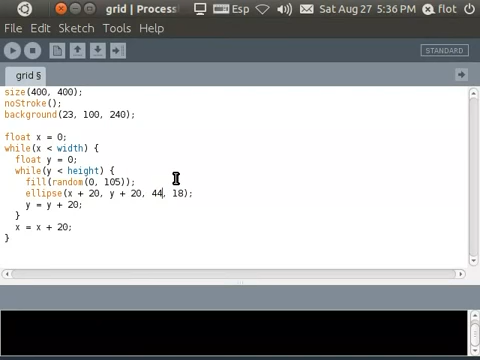 grid | Process
Esp
Sat Aug 27 5:36 PM
flot
File Edit Sketch Tools Help
STANDARD
grid §
size(400, 400);
noStroke();
background(23, 100, 240);
float x = 0;
while(x < width) {
float y = 0;
while(y < height) {
fill(random(0, 105));
ellipse(x + 20, y + 20, 44, 18);
y = y + 20;
}
x = x + 20;
}